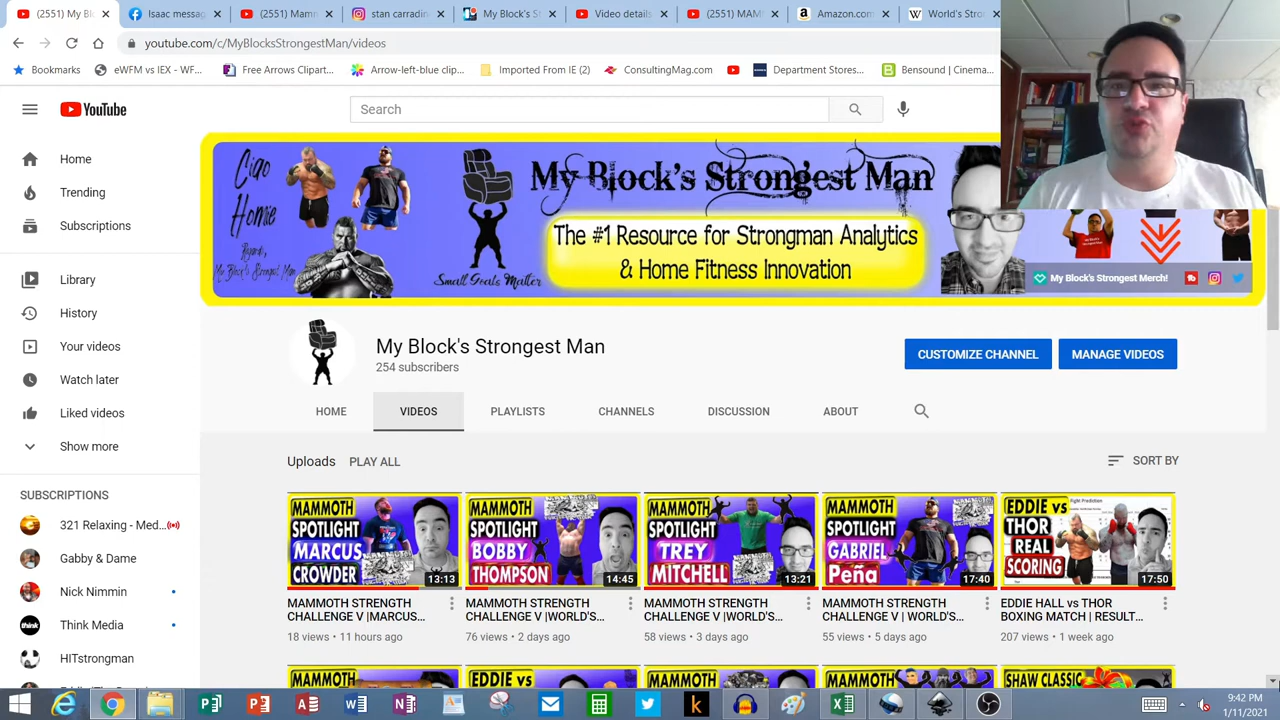 (2551) My Bl
Isaac messag
(2551) Mamn
stan carradin
My Block's S
Video details
(2551) MAM
Amazon.com
World's Stro
youtube.com/c/MyBlocksStrongestMan/videos
Bookmarks
eWFM vs IEX - WF...
Free Arrows Clipart...
Arrow-left-blue clip...
Imported From IE (2)
ConsultingMag.com
Department Stores...
Bensound | Cinema...
YouTube
Search
Home
Trending
Subscriptions
Library
History
Your videos
Watch later
Liked videos
Show more
SUBSCRIPTIONS
321 Relaxing - Med...
Gabby & Dame
Nick Nimmin
Think Media
HITstrongman
Ciao
Homie
Regards,
My Block's Strongest Man
Small Goals Matter
My Block's Strongest Man
The #1 Resource for Strongman Analytics
& Home Fitness Innovation
My Block's Strongest Merch!
My Block's Strongest Man
254 subscribers
CUSTOMIZE CHANNEL
MANAGE VIDEOS
HOME
VIDEOS
PLAYLISTS
CHANNELS
DISCUSSION
ABOUT
Uploads
PLAY ALL
SORT BY
MAMMOTH
SPOTLIGHT
MARCUS
CROWDER
13:13
MAMMOTH STRENGTH
CHALLENGE V |MARCUS...
18 views • 11 hours ago
MAMMOTH
SPOTLIGHT
BOBBY
THOMPSON
14:45
MAMMOTH STRENGTH
CHALLENGE V |WORLD'S...
76 views • 2 days ago
MAMMOTH
SPOTLIGHT
TREY
MITCHELL
13:21
MAMMOTH STRENGTH
CHALLENGE V |WORLD'S...
58 views • 3 days ago
MAMMOTH
SPOTLIGHT
GABRIEL
Peña
17:40
MAMMOTH STRENGTH
CHALLENGE V | WORLD'S...
55 views • 5 days ago
EDDIE vs
THOR
REAL
SCORING
Fight Prediction
17:50
EDDIE HALL vs THOR
BOXING MATCH | RESULT...
207 views • 1 week ago
MAMMOTH
EDDIE vs
MAMMOTH
MAMMOTH
SHAW CLASSIC
9:42 PM
1/11/2021